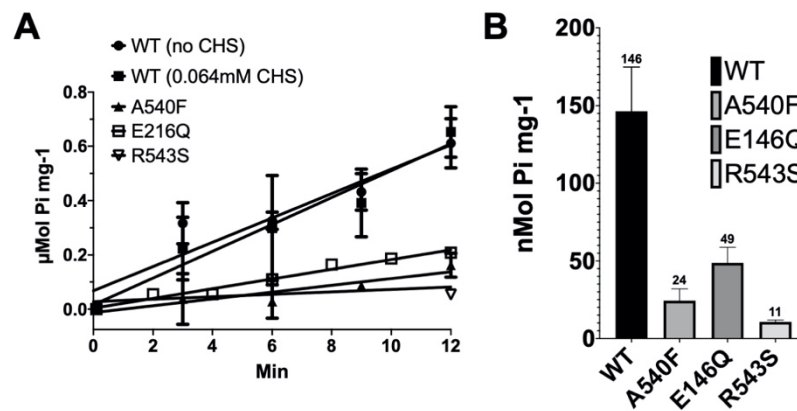 A
WT (no CHS)
WT (0.064mM CHS)
A540F
E216Q
R543S
µMol Pi mg-1
0.8
0.6
0.4
0.2
0.0
0 2 4 6 8 10 12
Min
B
nMol Pi mg-1
200
150
100
50
0
146
24
49
11
WT
A540F
E146Q
R543S
WT
A540F
E146Q
R543S